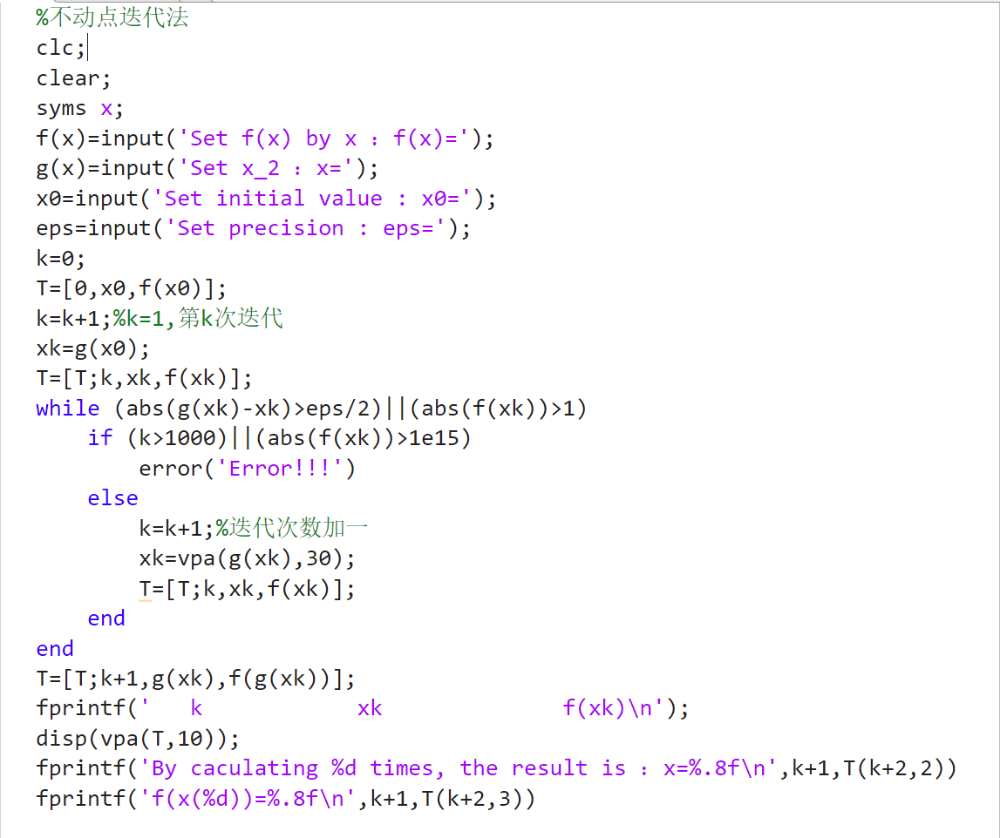 %不动点迭代法
clc;
clear;
syms x;
f(x)=input('Set f(x) by x : f(x)=');
g(x)=input('Set x_2 : x=');
x0=input('Set initial value : x0=');
eps=input('Set precision : eps=');
k=0;
T=[0,x0,f(x0)];
k=k+1;%k=1,第k次迭代
xk=g(x0);
T=[T;k,xk,f(xk)];
while (abs(g(xk)-xk)>eps/2)||(abs(f(xk))>1)
    if (k>1000)||(abs(f(xk))>1e15)
        error('Error!!!')
    else
        k=k+1;%迭代次数加一
        xk=vpa(g(xk),30);
        T=[T;k,xk,f(xk)];
    end
end
T=[T;k+1,g(xk),f(g(xk))];
fprintf('   k            xk              f(xk)\n');
disp(vpa(T,10));
fprintf('By caculating %d times, the result is : x=%.8f\n',k+1,T(k+2,2))
fprintf('f(x(%d))=%.8f\n',k+1,T(k+2,3))